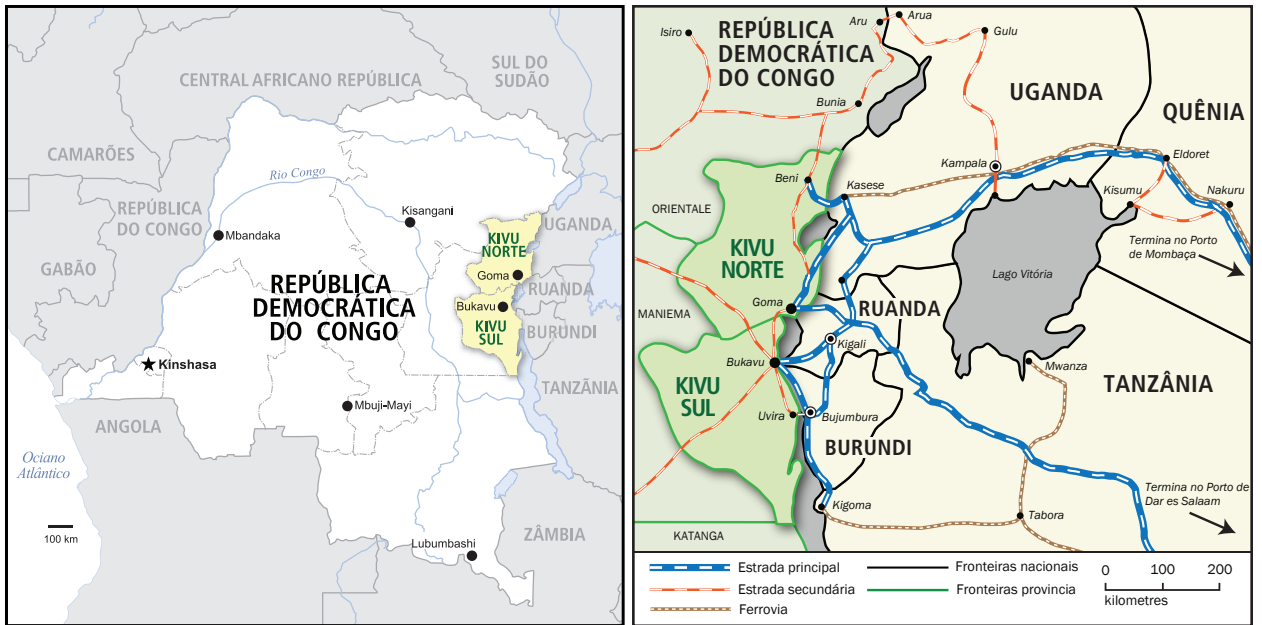 CENTRAL AFRICANO REPÚBLICA
SUL DO
SUDÃO
CAMARÕES
Rio Congo
REPÚBLICA
DO CONGO
Mbandaka
Kisangani
UGANDA
KIVU
NORTE
GABÃO
Goma
RUANDA
REPÚBLICA
DEMOCRÁTICA
DO CONGO
Bukavu
KIVU
SUL
BURUNDI
Kinshasa
TANZÃNIA
Mbuji-Mayi
ANGOLA
Ociano
Atlântico
100 km
Lubumbashi
ZÂMBIA
REPÚBLICA
DEMOCRÁTICA
DO CONGO
Isiro
Aru
Arua
Gulu
Bunia
UGANDA
QUÊNIA
Kampala
Eldoret
Beni
Kasese
Kisumu
Nakuru
ORIENTALE
KIVU
NORTE
Termina no Porto
de Mombaça
Lago Vitória
Goma
RUANDA
MANIEMA
Kigali
Bukavu
Mwanza
TANZÂNIA
KIVU
SUL
Uvira
Bujumbura
BURUNDI
Termina no Porto de
Dar es Salaam
Kigoma
Tabora
KATANGA
Estrada principal
Fronteiras nacionais
0 100 200
Estrada secundária
Fronteiras provincia
kilometres
Ferrovia